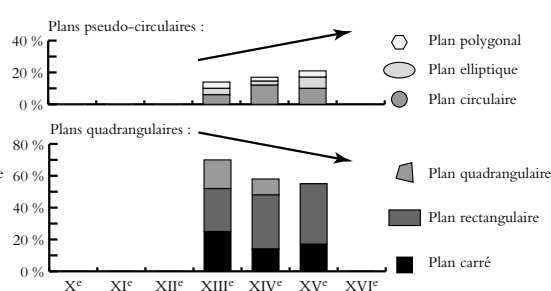 Plans pseudo-circulaires :
40 %
20 %
0 %
Plan polygonal
Plan elliptique
Plan circulaire
Plans quadrangulaires :
80 %
60 %
40 %
20 %
0 %
e
Plan quadrangulaire
Plan rectangulaire
Plan carré
Xᵉ XIᵉ XIIᵉ XIIIᵉ XIVᵉ XVᵉ XVIᵉ